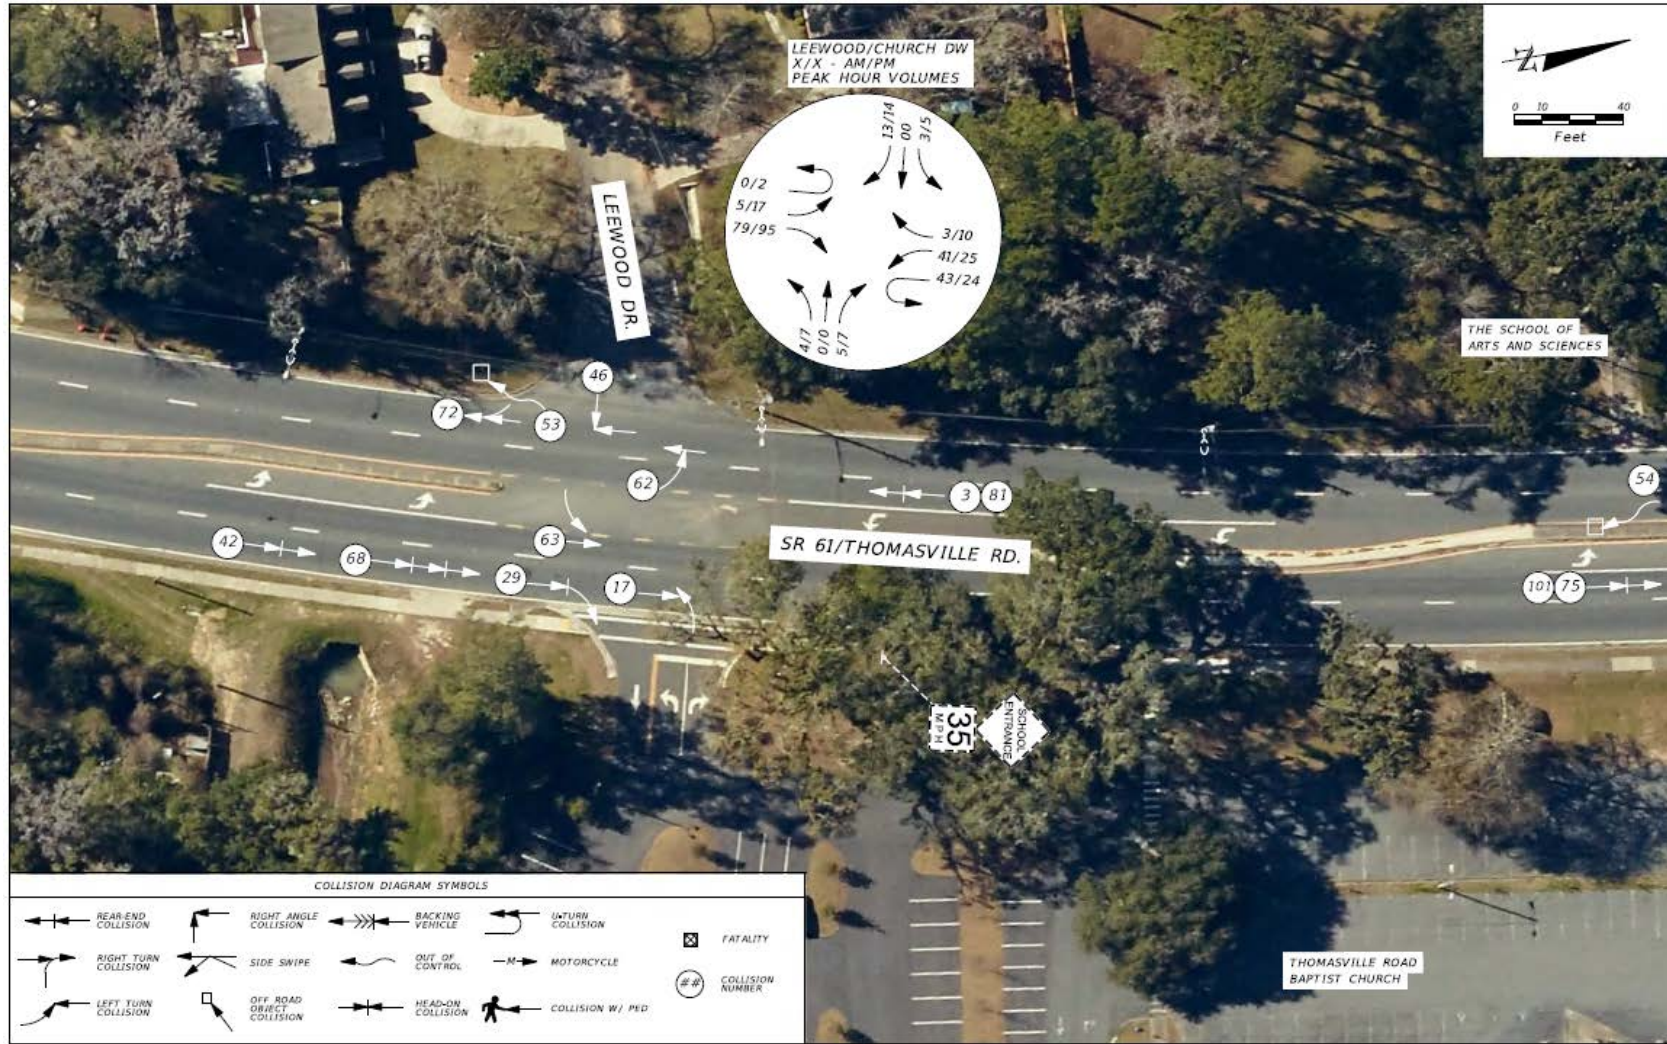 LEEWOOD/CHURCH DW
X/X - AM/PM
PEAK HOUR VOLUMES
N
0 10 40
Feet
13/14
00
3/5
0/2
5/17
79/95
3/10
41/25
43/24
4/7
0/0
5/7
LEEWOOD DR.
THE SCHOOL OF
ARTS AND SCIENCES
46
72
53
62
3
81
54
SR 61/THOMASVILLE RD.
42
68
63
29
17
101
75
35
MPH
SCHOOL
ENTRANCE
COLLISION DIAGRAM SYMBOLS
REAR-END
COLLISION
RIGHT ANGLE
COLLISION
BACKING
VEHICLE
U-TURN
COLLISION
FATALITY
RIGHT TURN
COLLISION
SIDE SWIPE
OUT OF
CONTROL
M
MOTORCYCLE
##
COLLISION
NUMBER
LEFT TURN
COLLISION
OFF ROAD
OBJECT
COLLISION
HEAD-ON
COLLISION
COLLISION W/ PED
THOMASVILLE ROAD
BAPTIST CHURCH